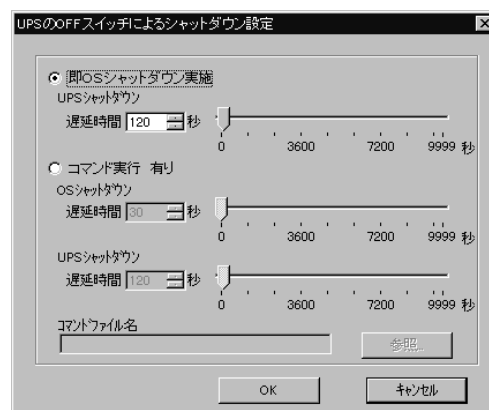 UPSのOFFスイッチによるシャットダウン設定
即OSシャットダウン実施
UPSシャットダウン
遅延時間 120 秒
0 3600 7200 9999 秒
コマンド実行 有り
OSシャットダウン
遅延時間 30 秒
0 3600 7200 9999 秒
UPSシャットダウン
遅延時間 120 秒
0 3600 7200 9999 秒
コマンドファイル名
参照...
OK キャンセル